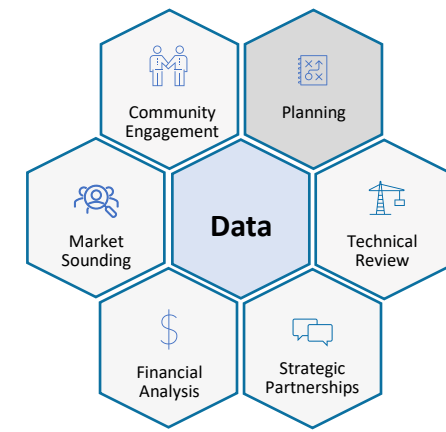 Community
Engagement
Planning
Market
Sounding
Data
Technical
Review
Financial
Analysis
Strategic
Partnerships